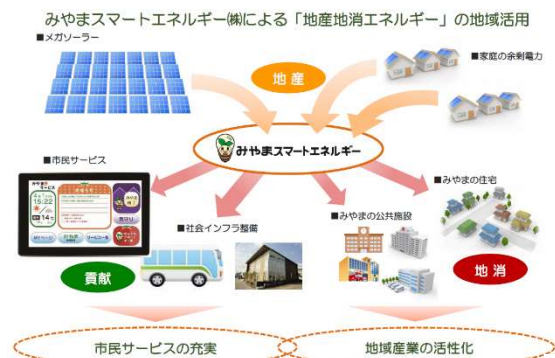 みやまスマートエネルギー㈱による「地産地消エネルギー」の地域活用
■メガソーラー
■家庭の余剰電力
地産
みやまスマートエネルギー
■市民サービス
■みやまの住宅
15:22
14
■社会インフラ整備
■みやまの公共施設
貢献
地消
市民サービスの充実
地域産業の活性化